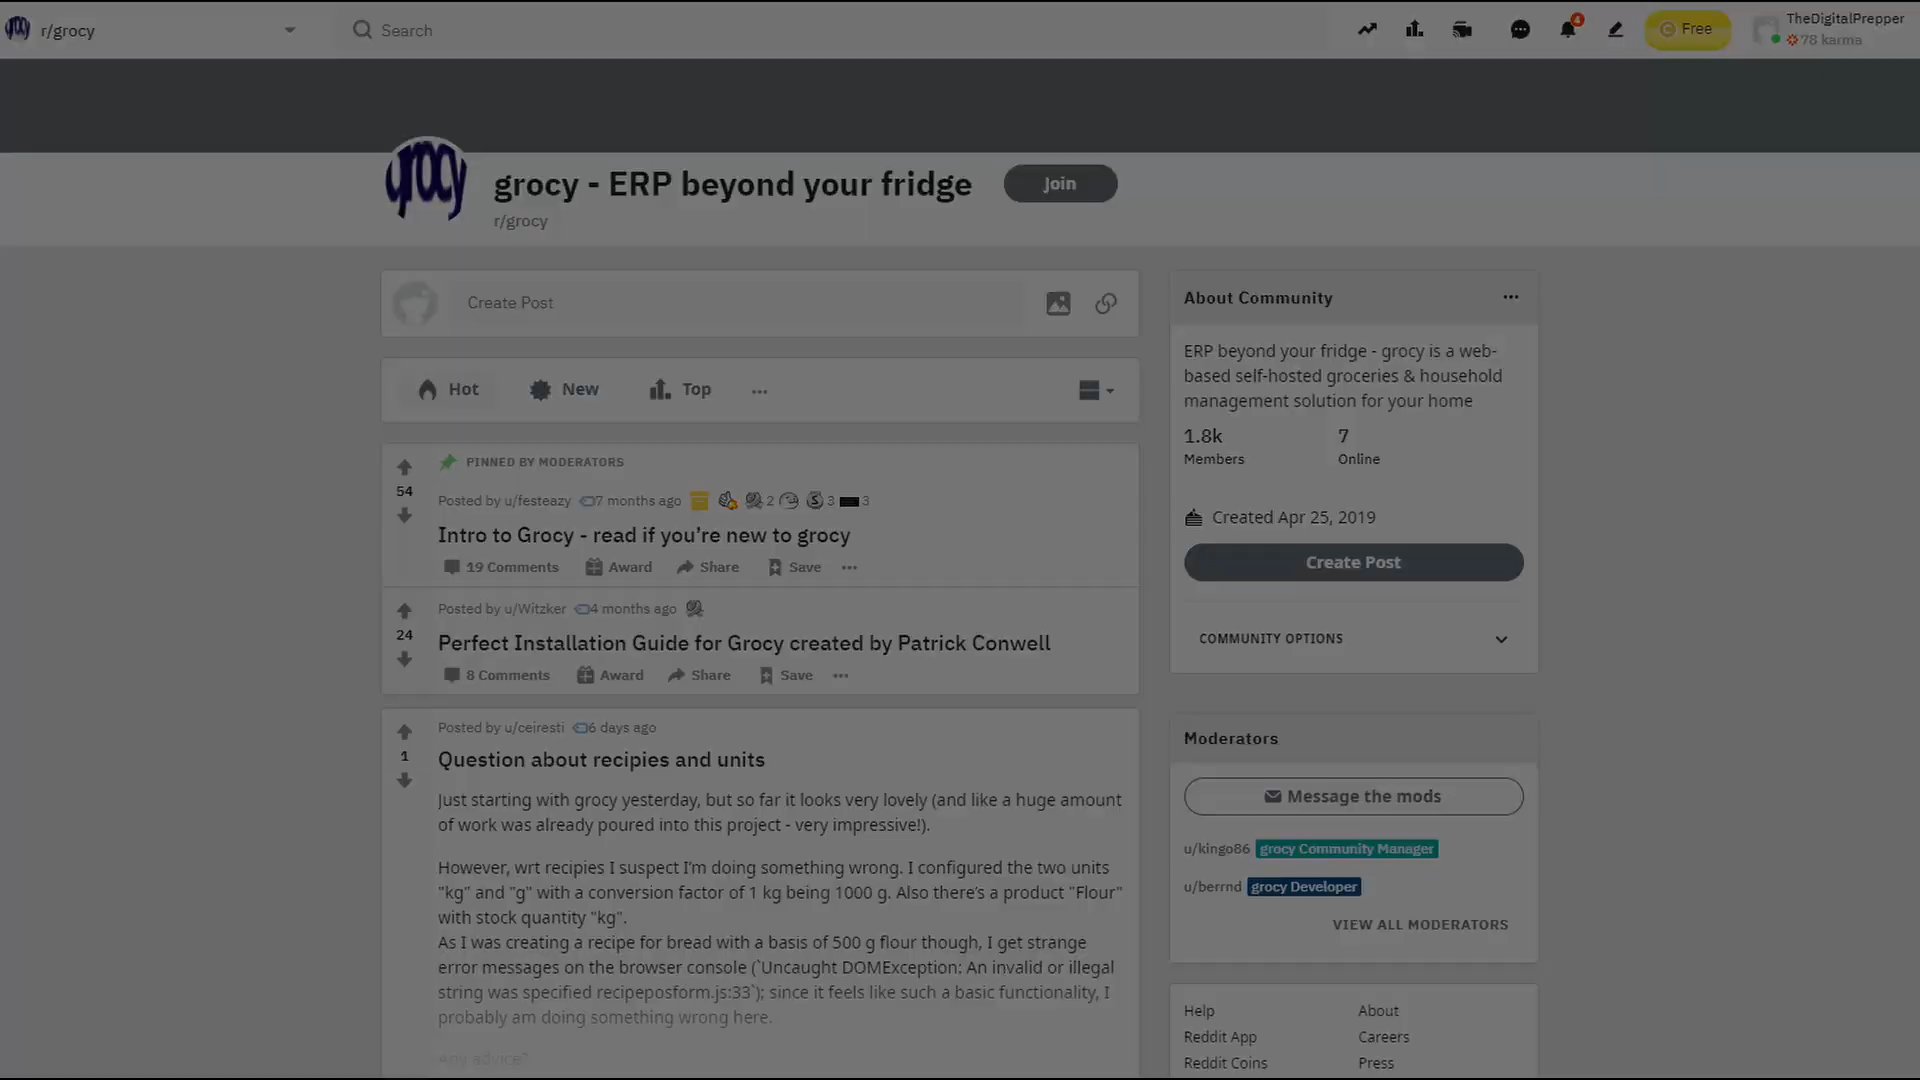 r/grocy
Search
4
Free
TheDigitalPrepper
78 karma
grocy
grocy - ERP beyond your fridge
Join
r/grocy
Create Post
Hot
New
Top
PINNED BY MODERATORS
54
Posted by u/festeazy 7 months ago 2 3 3
Intro to Grocy - read if you're new to grocy
19 Comments Award Share Save
Posted by u/Witzker 4 months ago
24
Perfect Installation Guide for Grocy created by Patrick Conwell
8 Comments Award Share Save
Posted by u/ceiresti 6 days ago
1
Question about recipies and units
Just starting with grocy yesterday, but so far it looks very lovely (and like a huge amount
of work was already poured into this project - very impressive!).
However, wrt recipies I suspect I'm doing something wrong. I configured the two units
"kg" and "g" with a conversion factor of 1 kg being 1000 g. Also there's a product "Flour"
with stock quantity "kg".
As I was creating a recipe for bread with a basis of 500 g flour though, I get strange
error messages on the browser console (`Uncaught DOMException: An invalid or illegal
string was specified recipeposform.js:33`); since it feels like such a basic functionality, I
probably am doing something wrong here.
Any advice?
About Community
ERP beyond your fridge - grocy is a web-
based self-hosted groceries & household
management solution for your home
1.8k 7
Members Online
Created Apr 25, 2019
Create Post
COMMUNITY OPTIONS
Moderators
Message the mods
u/kingo86 grocy Community Manager
u/berrnd grocy Developer
VIEW ALL MODERATORS
Help About
Reddit App Careers
Reddit Coins Press